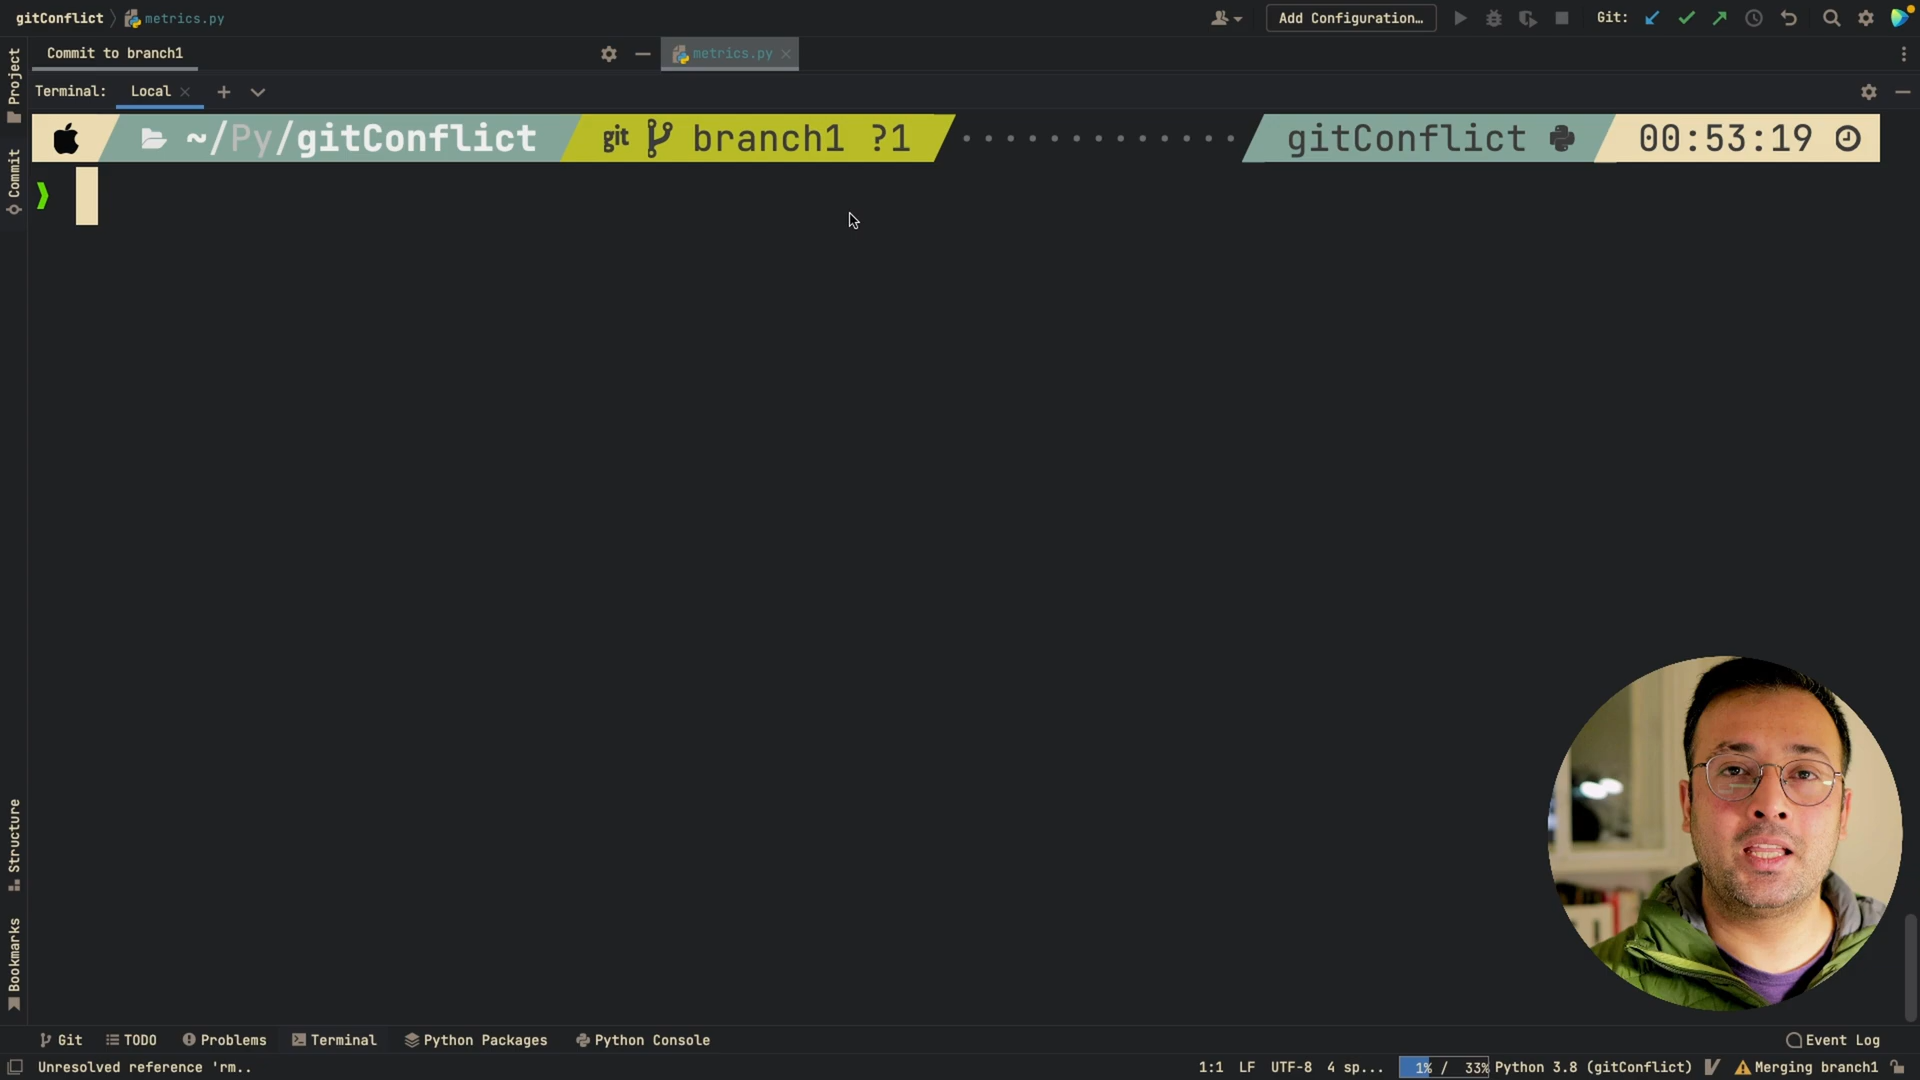 gitConflict metrics.py Add Configuration... Git:
Commit to branch1 metrics.py
Terminal: Local
~/Py/gitConflict git branch1 ?1 gitConflict 00:53:19
❯
Project
Commit
Structure
Bookmarks
Git TODO Problems Terminal Python Packages Python Console Event Log
Unresolved reference 'rm.. 1:1 LF UTF-8 4 sp... 1% / 33% Python 3.8 (gitConflict) Merging branch1